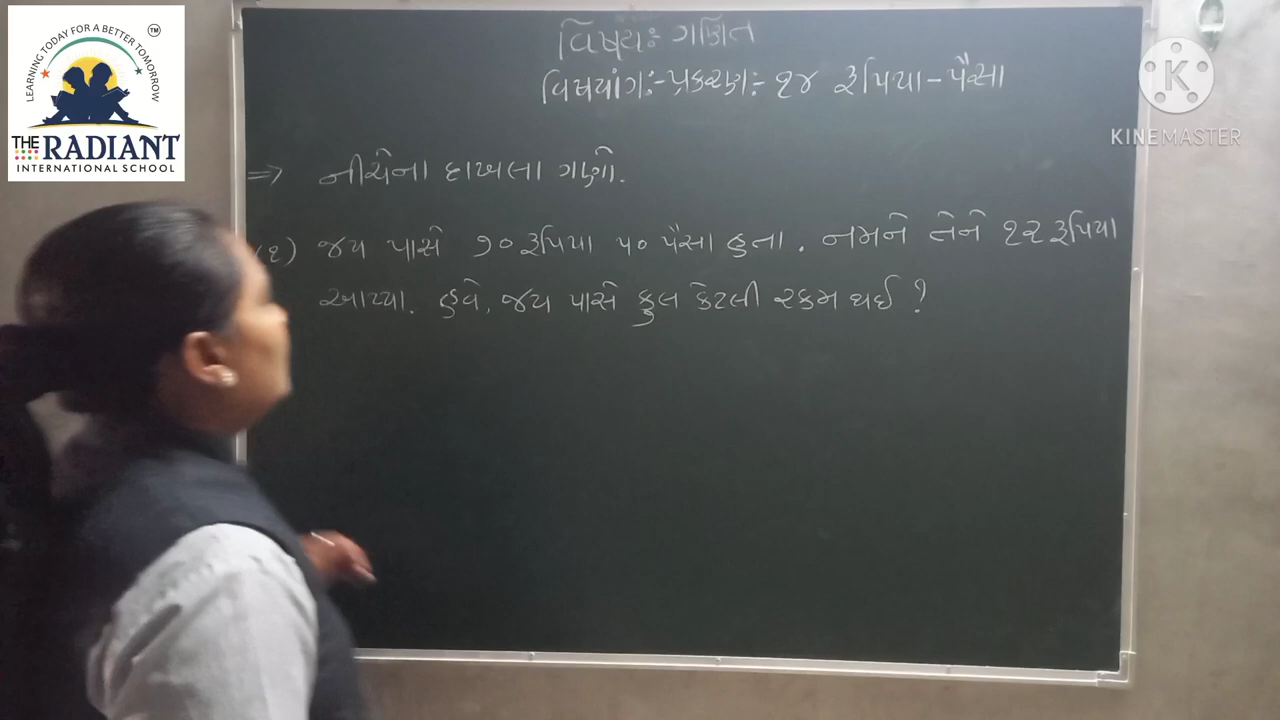 LEARNING TODAY FOR A BETTER TOMORROW
TM
THE RADIANT
INTERNATIONAL SCHOOL
વિષય: ગણિત
વિષયાંગ:- પ્રકરણ:- ૧૪ રૂપિયા - પૈસા
K
KINEMASTER
=> નીચેના દાખલા ગણો.
(૧) જય પાસે ૭૦ રૂપિયા ૫૦ પૈસા હતા. નમને તેને ૧૨ રૂપિયા
આપ્યા. હવે, જય પાસે કુલ કેટલી રકમ થઈ ?